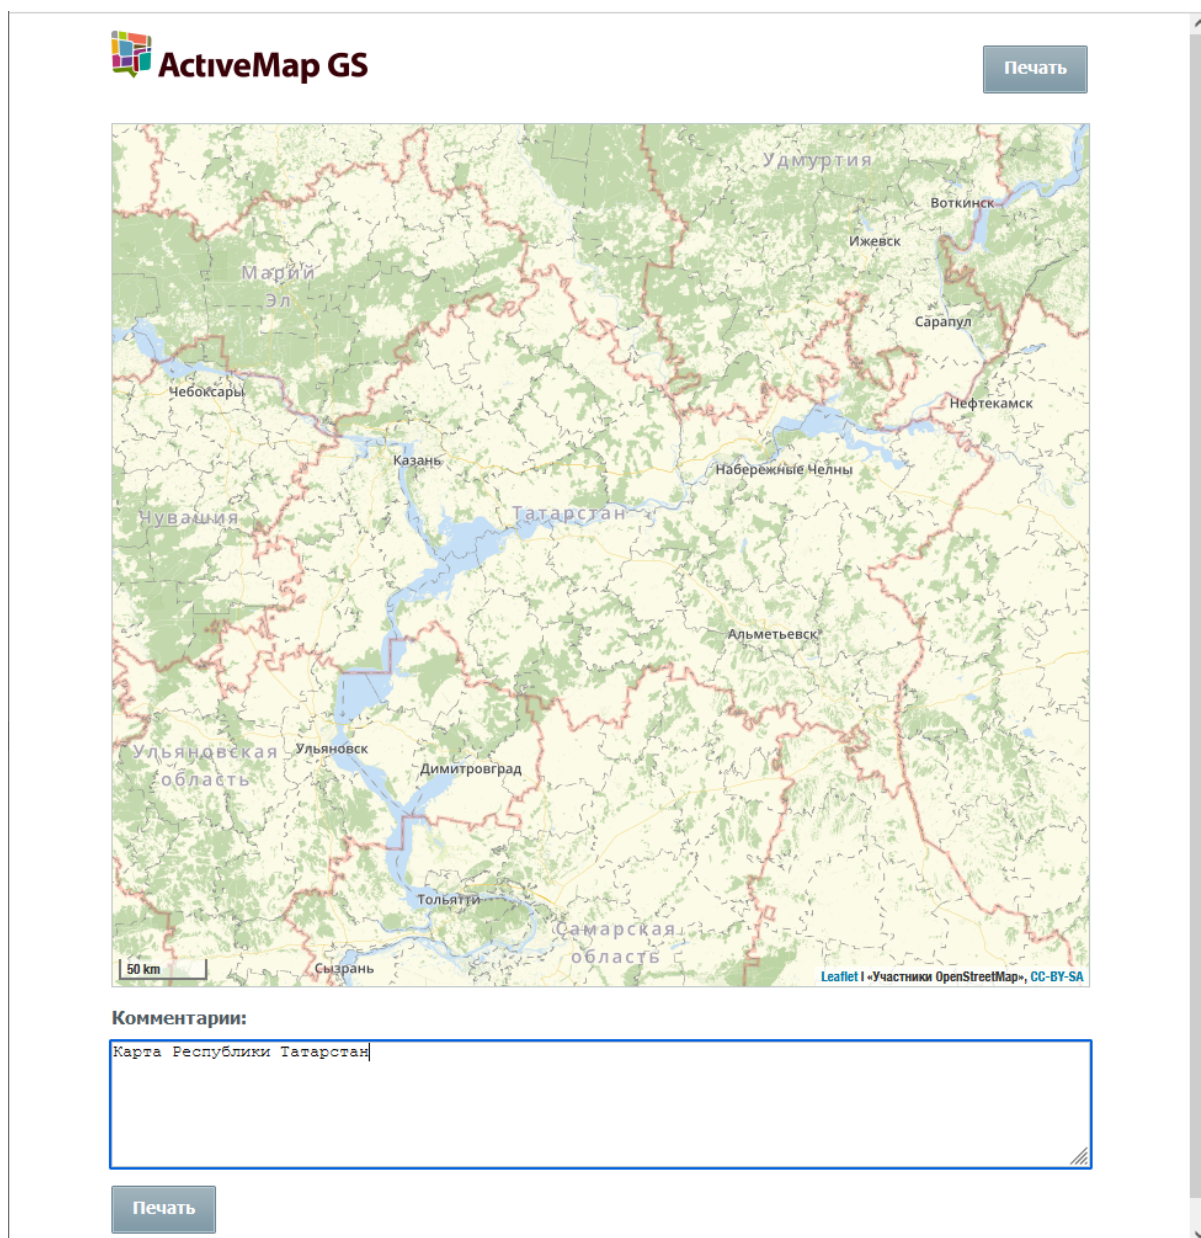 ActiveMap GS
Печать
Удмуртия
Воткинск
Ижевск
Марий
Эл
Сарапул
Чебоксары
Нефтекамск
Казань
Набережные Челны
Татарстан
Чувашия
Альметьевск
Ульяновская
область
Ульяновск
Димитровград
Тольятти
Самарская
область
Сызрань
50 km
Leaflet | «Участники OpenStreetMap», CC-BY-SA
Комментарии:
Карта Республики Татарстан
Печать